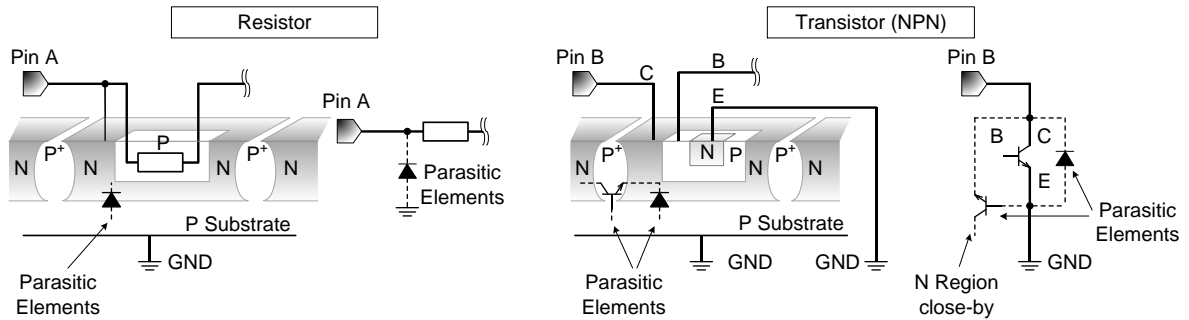 Resistor
Transistor (NPN)
Pin A
Pin B
Pin B
C
B
E
Pin A
N
P+
N
P
P+
N
N
P+
N
N
P
P+
N
B
C
E
Parasitic
Elements
P Substrate
GND
Parasitic
Elements
P Substrate
GND
GND
Parasitic
Elements
Parasitic
Elements
GND
N Region
close-by